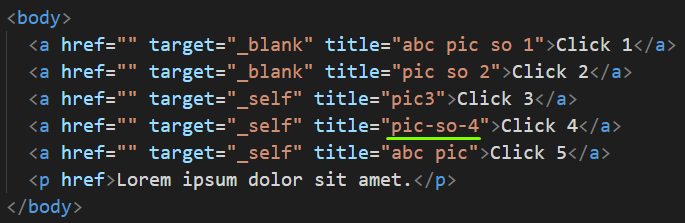 <body>
<a href="" target="_blank" title="abc pic so 1">Click 1</a>
<a href="" target="_blank" title="pic so 2">Click 2</a>
<a href="" target="_self" title="pic3">Click 3</a>
<a href="" target="_self" title="pic-so-4">Click 4</a>
<a href="" target="_self" title="abc pic">Click 5</a>
<p href>Lorem ipsum dolor sit amet.</p>
</body>